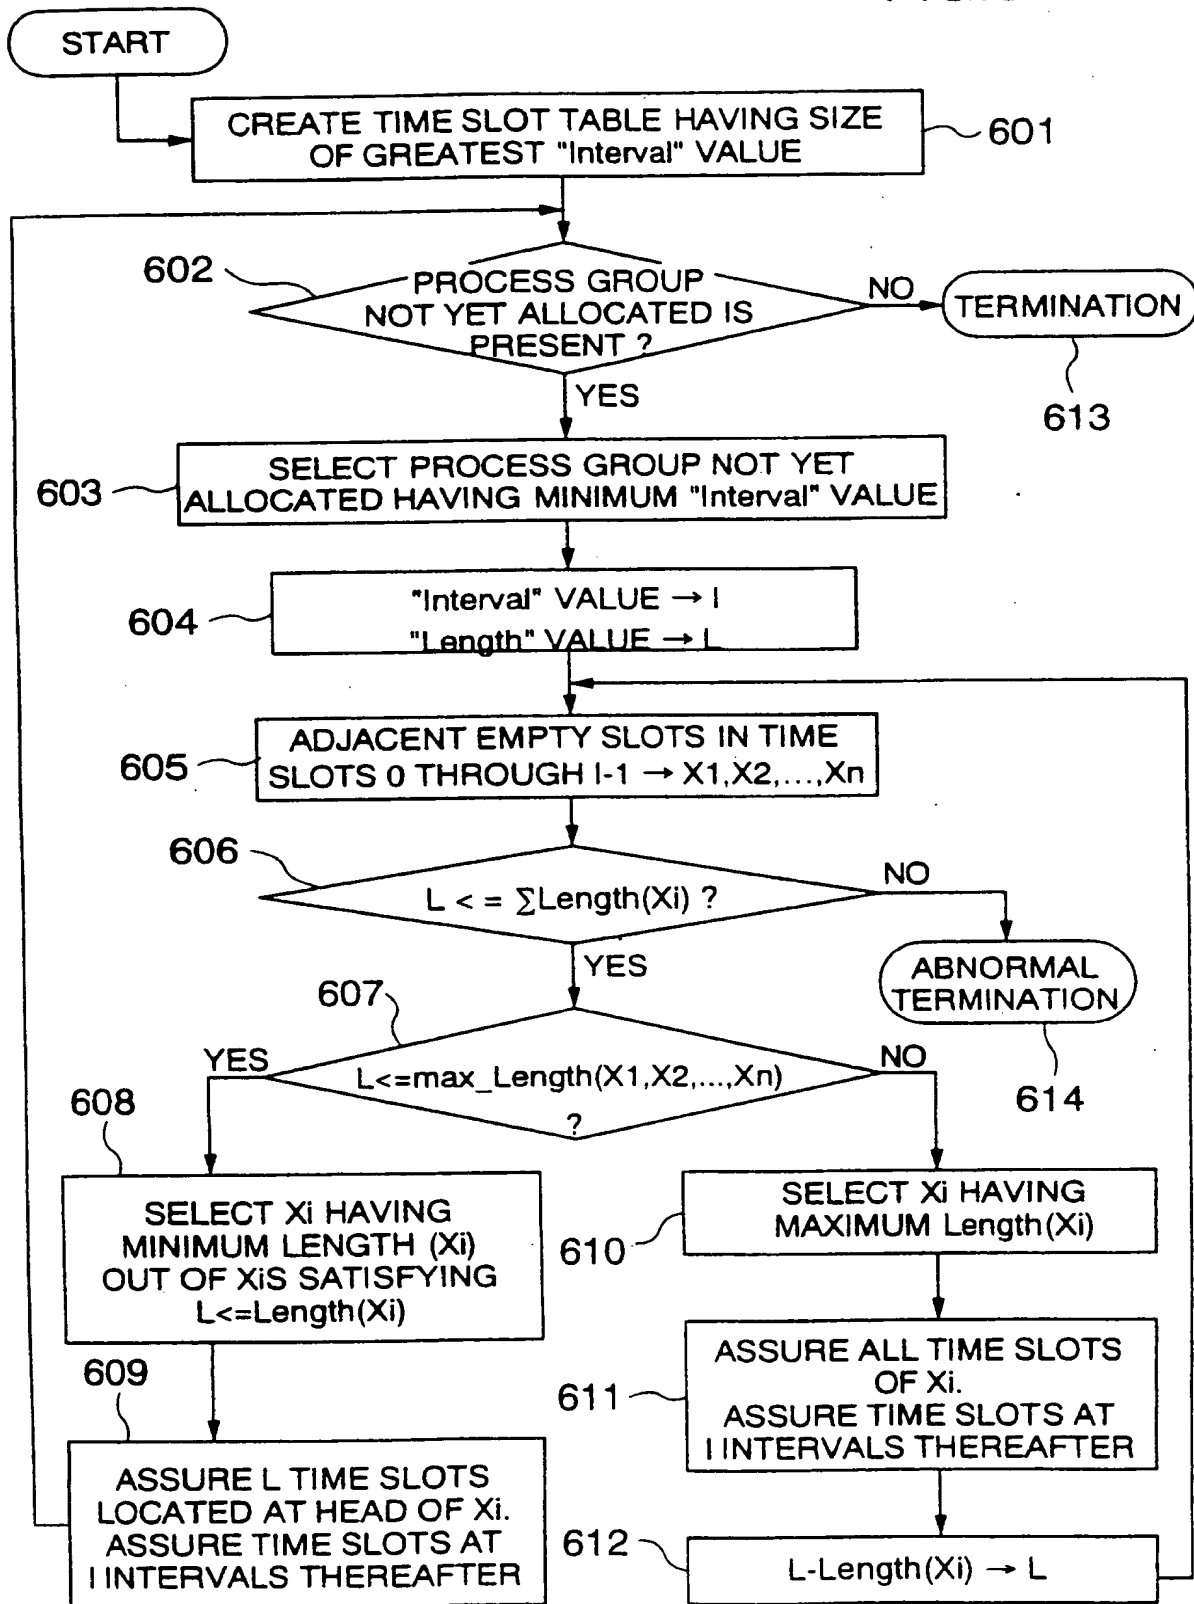 START
CREATE TIME SLOT TABLE HAVING SIZE
OF GREATEST "Interval" VALUE
601
602
PROCESS GROUP
NOT YET ALLOCATED IS
PRESENT ?
NO
TERMINATION
613
YES
603
SELECT PROCESS GROUP NOT YET
ALLOCATED HAVING MINIMUM "Interval" VALUE
604
"Interval" VALUE → I
"Length" VALUE → L
605
ADJACENT EMPTY SLOTS IN TIME
SLOTS 0 THROUGH I-1 → X1,X2,...,Xn
606
L < = ∑Length(Xi) ?
NO
ABNORMAL
TERMINATION
614
YES
607
L<=max_Length(X1,X2,...,Xn)
?
YES
NO
608
SELECT Xi HAVING
MINIMUM LENGTH (Xi)
OUT OF XiS SATISFYING
L<=Length(Xi)
610
SELECT Xi HAVING
MAXIMUM Length(Xi)
609
ASSURE L TIME SLOTS
LOCATED AT HEAD OF Xi.
ASSURE TIME SLOTS AT
I INTERVALS THEREAFTER
611
ASSURE ALL TIME SLOTS
OF Xi.
ASSURE TIME SLOTS AT
I INTERVALS THEREAFTER
612
L-Length(Xi) → L